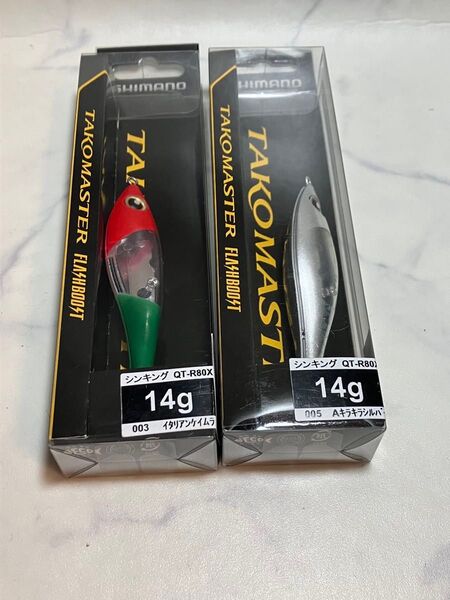 SHIMANO
TAKOMASTER FLASHBOOST
TA
シンキング QT-R80X
14g
003 イタリアンケイムラ
SHIMANO
TAKOMASTER FLASHBOOST
TAKOMAST
シンキング QT-R80X
14g
005 Aキラキラシルバ